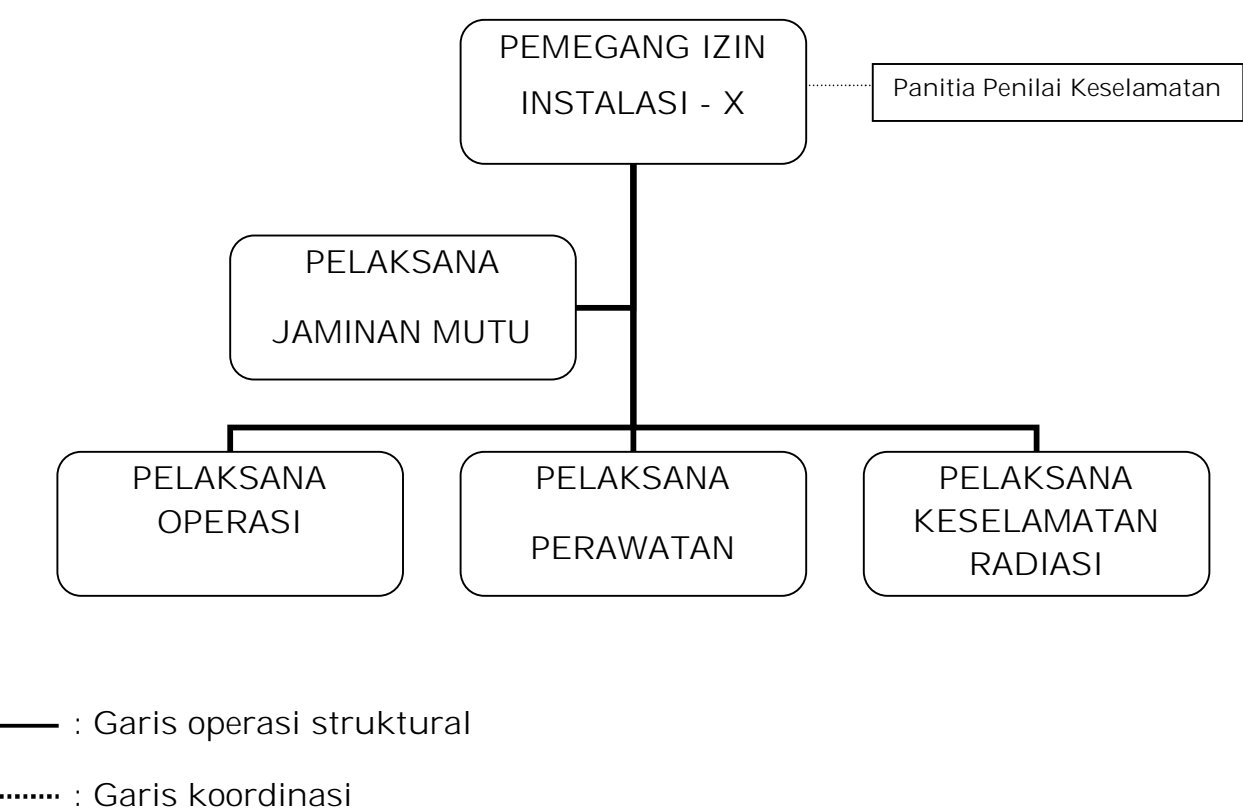 PEMEGANG IZIN
INSTALASI - X
Panitia Penilai Keselamatan
PELAKSANA
JAMINAN MUTU
PELAKSANA
OPERASI
PELAKSANA
PERAWATAN
PELAKSANA
KESELAMATAN
RADIASI
: Garis operasi struktural
: Garis koordinasi